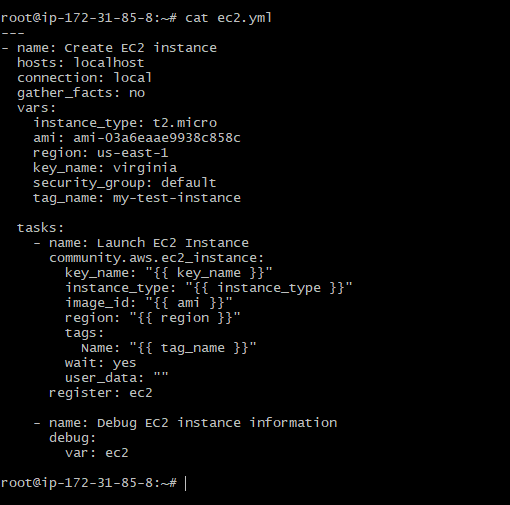 root@ip-172-31-85-8:~# cat ec2.yml
---
- name: Create EC2 instance
  hosts: localhost
  connection: local
  gather_facts: no
  vars:
    instance_type: t2.micro
    ami: ami-03a6eaae9938c858c
    region: us-east-1
    key_name: virginia
    security_group: default
    tag_name: my-test-instance

  tasks:
    - name: Launch EC2 Instance
      community.aws.ec2_instance:
        key_name: "{{ key_name }}"
        instance_type: "{{ instance_type }}"
        image_id: "{{ ami }}"
        region: "{{ region }}"
        tags:
          Name: "{{ tag_name }}"
        wait: yes
        user_data: ""
      register: ec2

    - name: Debug EC2 instance information
      debug:
        var: ec2

root@ip-172-31-85-8:~#